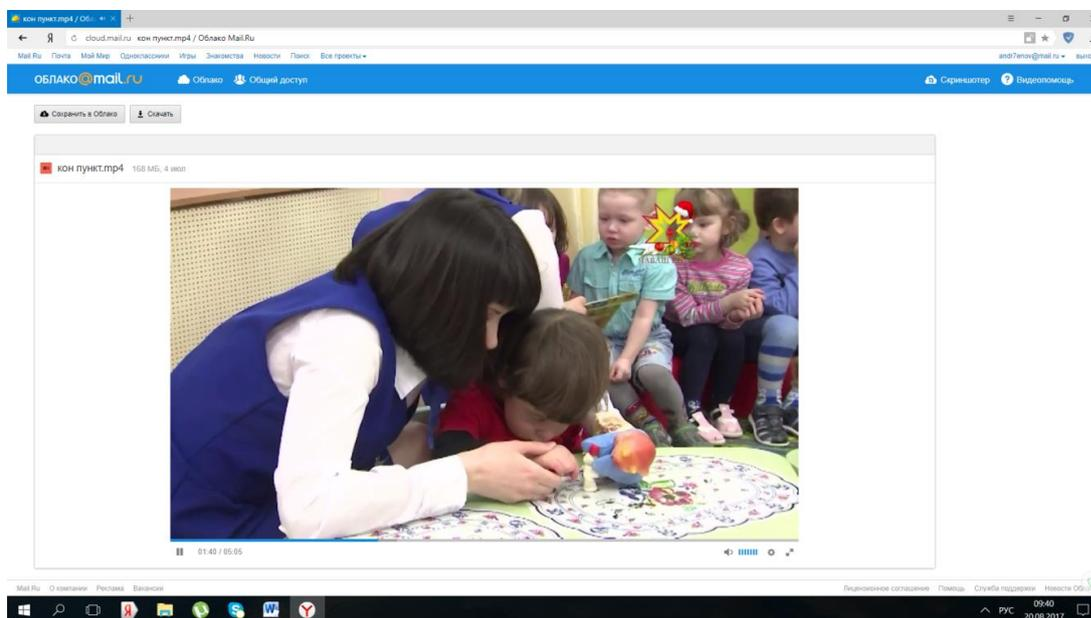 кон пункт.mp4 / Обл
cloud.mail.ru кон пункт.mp4 / Облако Mail.Ru
Mail.Ru Почта Мой Мир Одноклассники Игры Знакомства Новости Поиск Все проекты
andr7enov@mail.ru
ОБЛАКО@mail.ru Облако Общий доступ Скриншотер Видеопомощь
Сохранить в Облако Скачать
кон пункт.mp4 168 МБ, 4 июл
01:40 / 05:05
Mail.Ru О компании Реклама Вакансии Лицензионное соглашение Помощь Служба поддержки Новости
РУС 09:40
20.08.2017